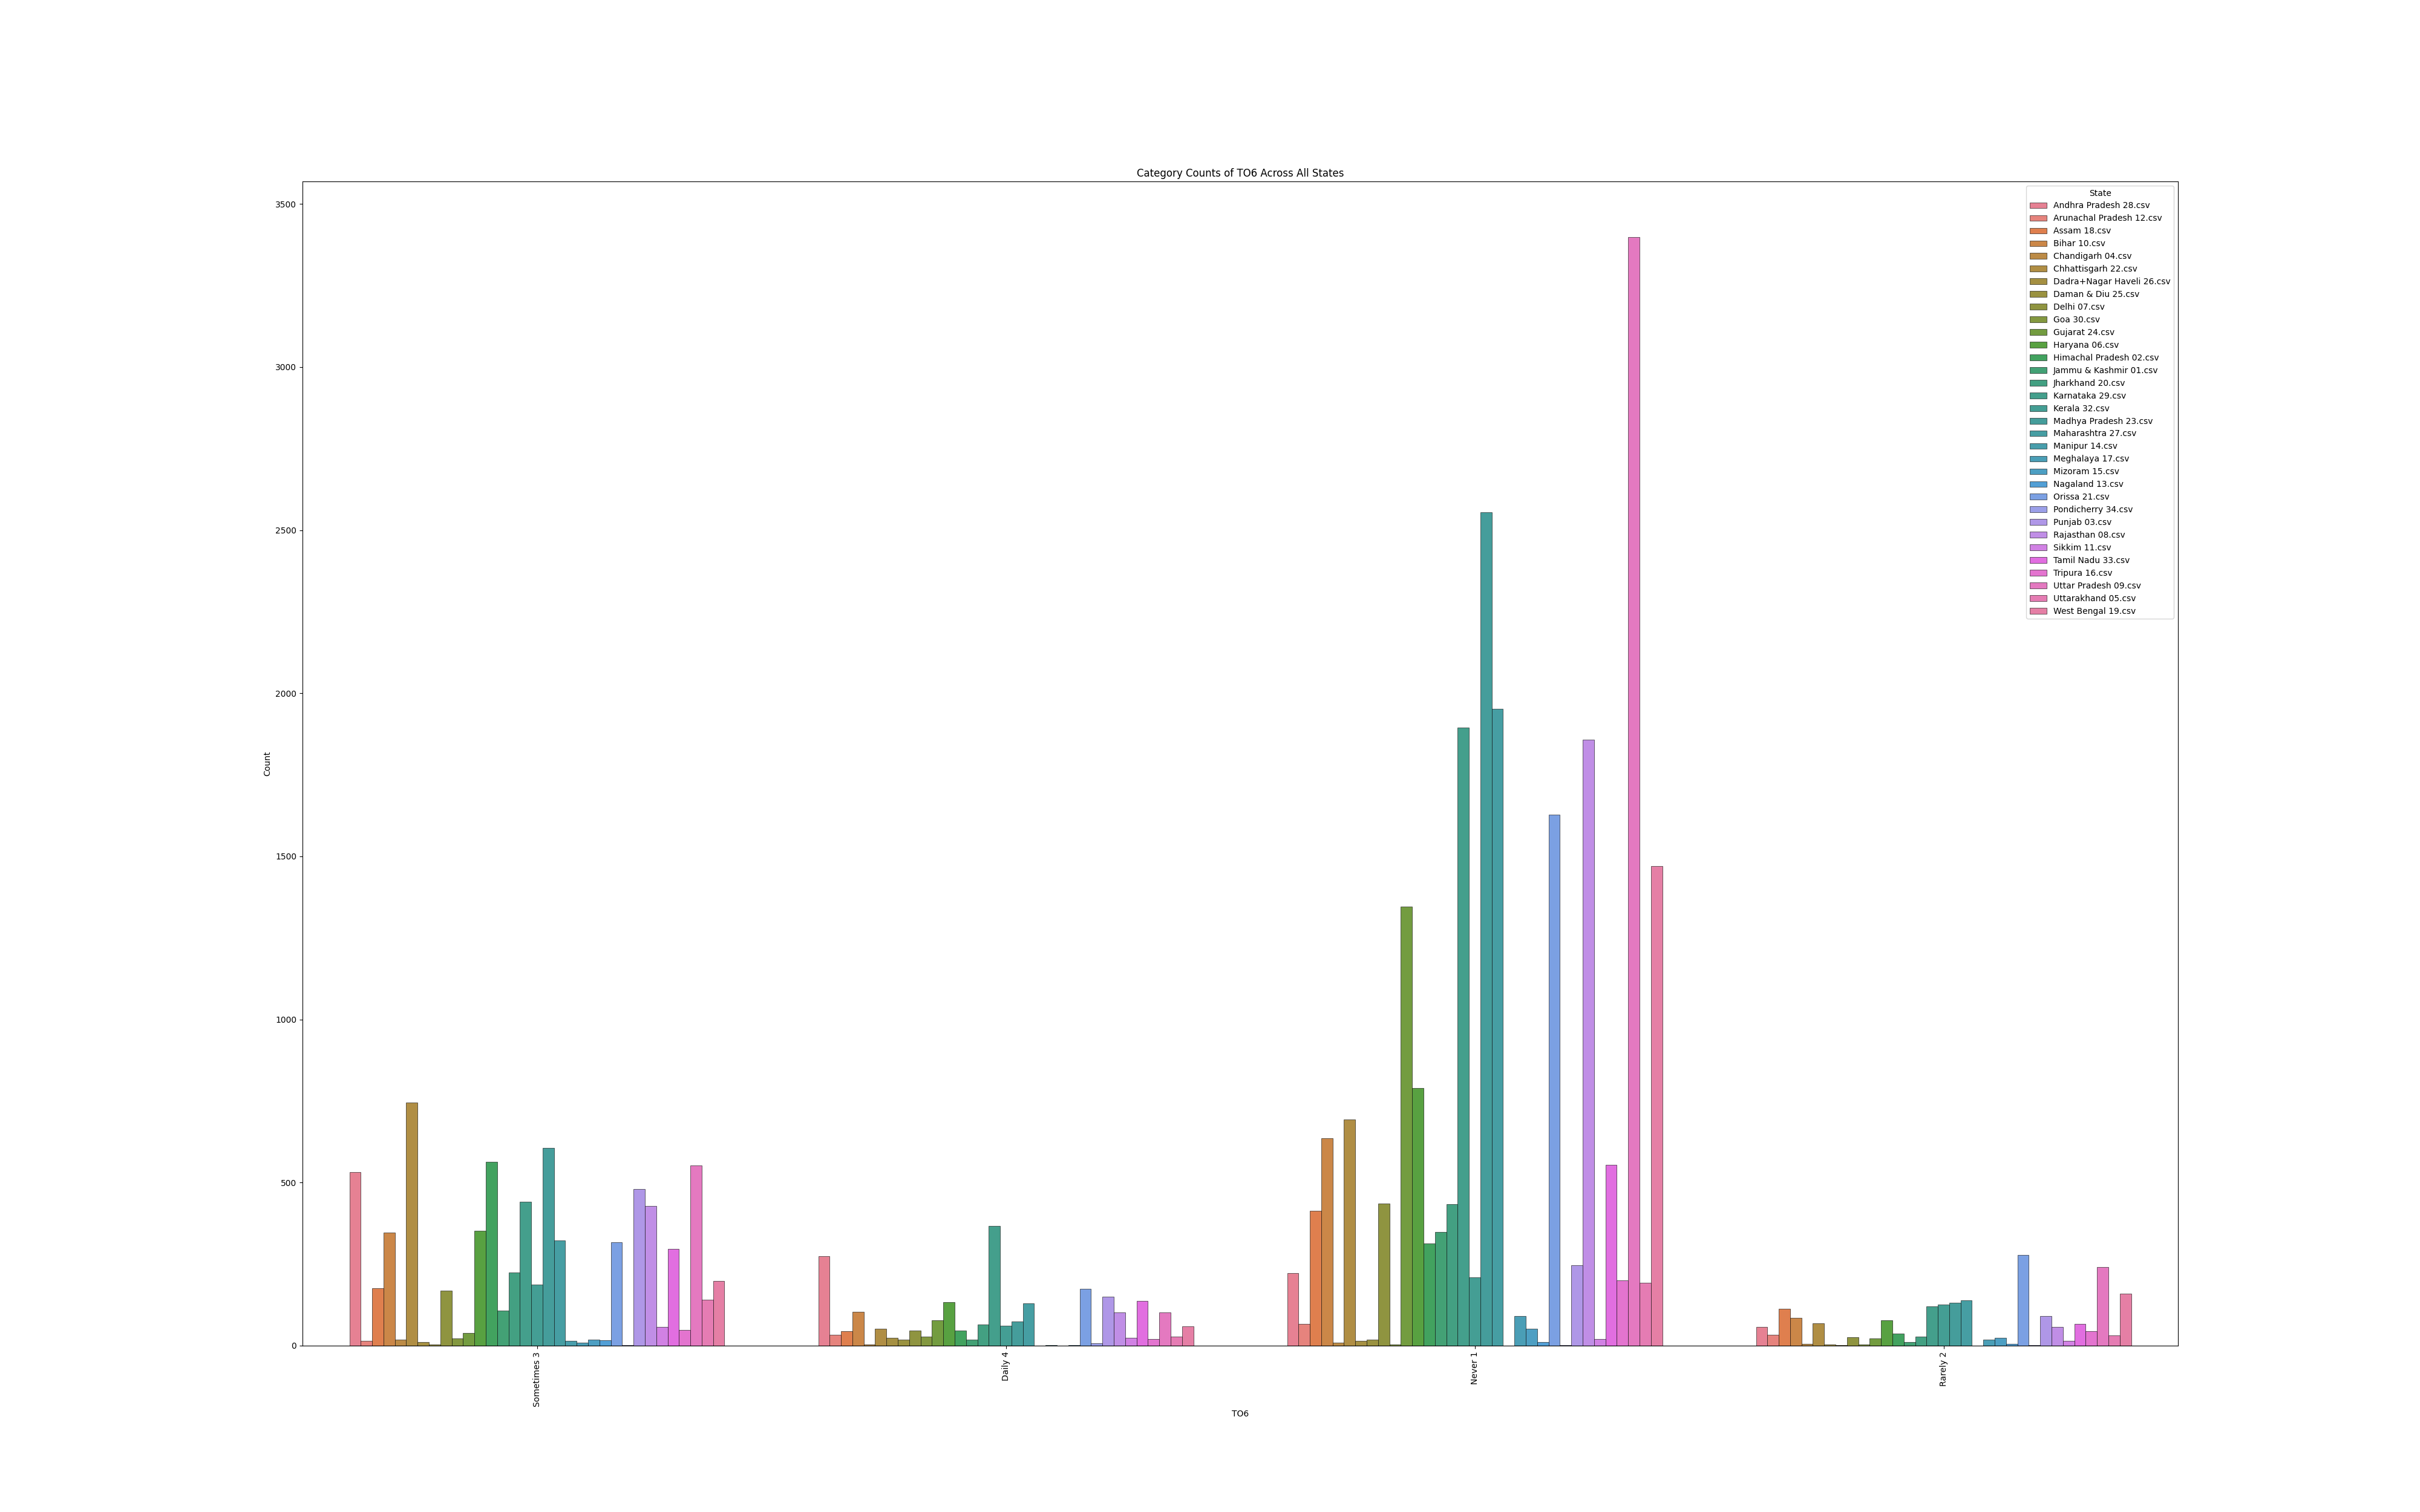 Category Counts of TO6 Across All States
State
Andhra Pradesh 28.csv
Arunachal Pradesh 12.csv
Assam 18.csv
Bihar 10.csv
Chandigarh 04.csv
Chhattisgarh 22.csv
Dadra+Nagar Haveli 26.csv
Daman & Diu 25.csv
Delhi 07.csv
Goa 30.csv
Gujarat 24.csv
Haryana 06.csv
Himachal Pradesh 02.csv
Jammu & Kashmir 01.csv
Jharkhand 20.csv
Karnataka 29.csv
Kerala 32.csv
Madhya Pradesh 23.csv
Maharashtra 27.csv
Manipur 14.csv
Meghalaya 17.csv
Mizoram 15.csv
Nagaland 13.csv
Orissa 21.csv
Pondicherry 34.csv
Punjab 03.csv
Rajasthan 08.csv
Sikkim 11.csv
Tamil Nadu 33.csv
Tripura 16.csv
Uttar Pradesh 09.csv
Uttarakhand 05.csv
West Bengal 19.csv
3500
3000
2500
2000
1500
1000
500
0
Count
Sometimes 3
Daily 4
Never 1
Rarely 2
TO6